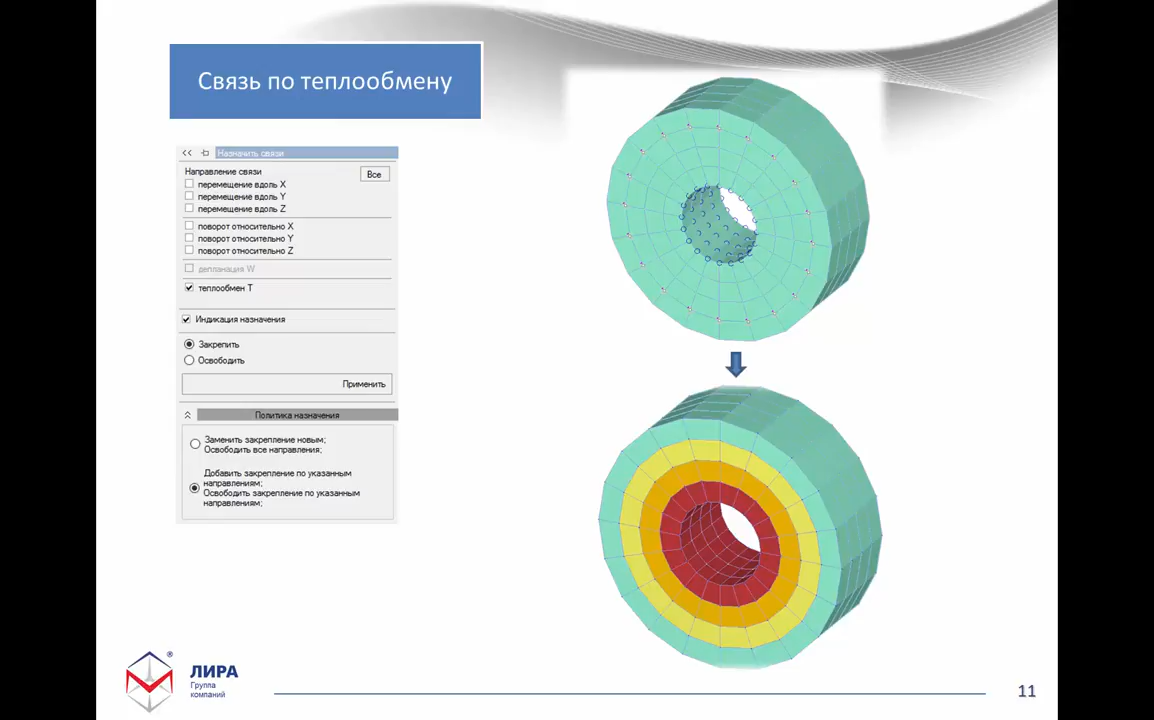 Связь по теплообмену
<< Назначить связи
Направление связи
Все
перемещение вдоль X
перемещение вдоль Y
перемещение вдоль Z
поворот относительно X
поворот относительно Y
поворот относительно Z
депланация W
теплообмен T
Индикация назначения
Закрепить
Освободить
Применить
Политика назначения
Заменить закрепление новым;
Освободить все направления;
Добавить закрепление по указанным
направлениям;
Освободить закрепление по указанным
направлениям;
®
ЛИРА
Группа
компаний
11